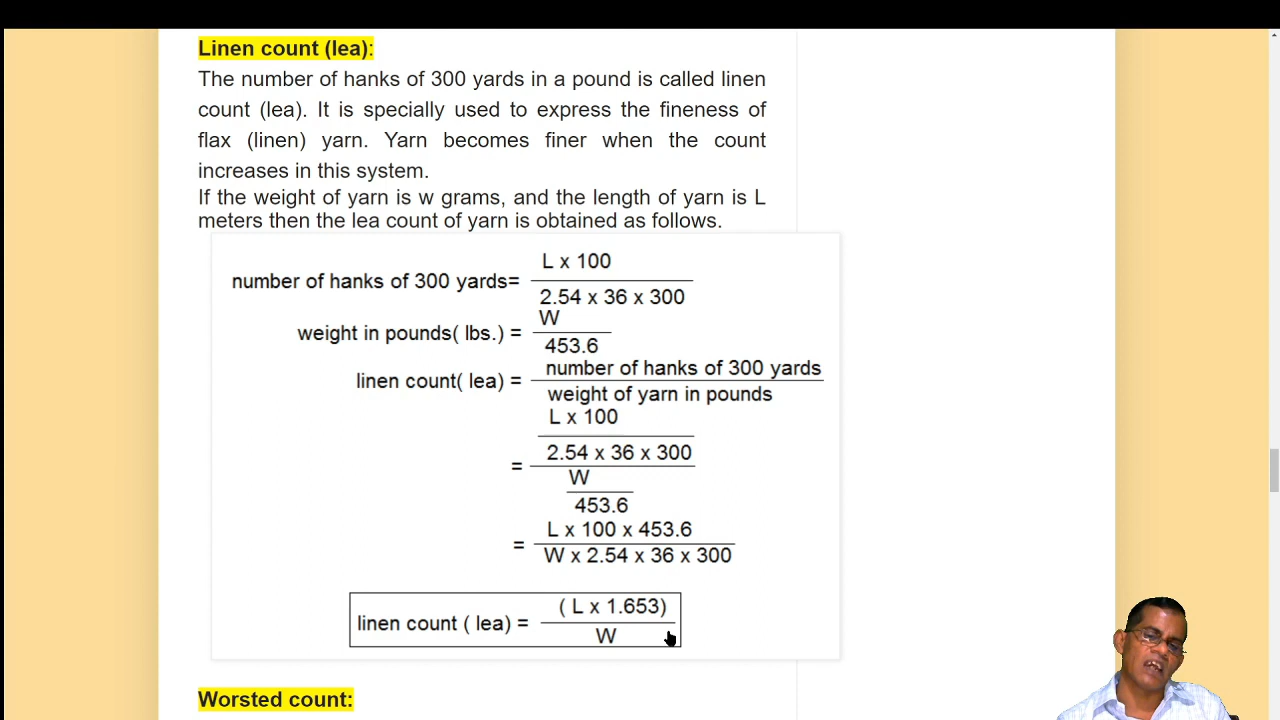 Linen count (lea):
The number of hanks of 300 yards in a pound is called linen
count (lea). It is specially used to express the fineness of
flax (linen) yarn. Yarn becomes finer when the count
increases in this system.
If the weight of yarn is w grams, and the length of yarn is L
meters then the lea count of yarn is obtained as follows.
L x 100
number of hanks of 300 yards=
2.54 x 36 x 300
W
weight in pounds( lbs.) =
453.6
number of hanks of 300 yards
linen count( lea) =
weight of yarn in pounds
L x 100
2.54 x 36 x 300
=
W
453.6
L x 100 x 453.6
=
W x 2.54 x 36 x 300
( L x 1.653)
linen count ( lea) =
W
Worsted count: